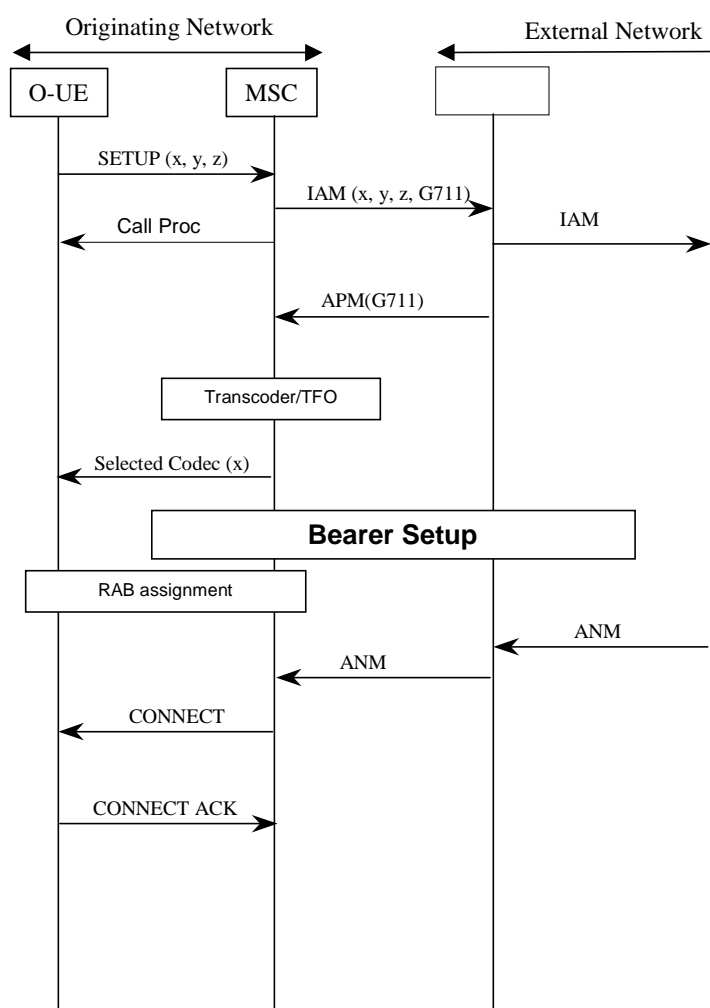 Originating Network
External Network
O-UE
MSC
SETUP (x, y, z)
IAM (x, y, z, G711)
Call Proc
IAM
APM(G711)
Transcoder/TFO
Selected Codec (x)
Bearer Setup
RAB assignment
ANM
ANM
CONNECT
CONNECT ACK